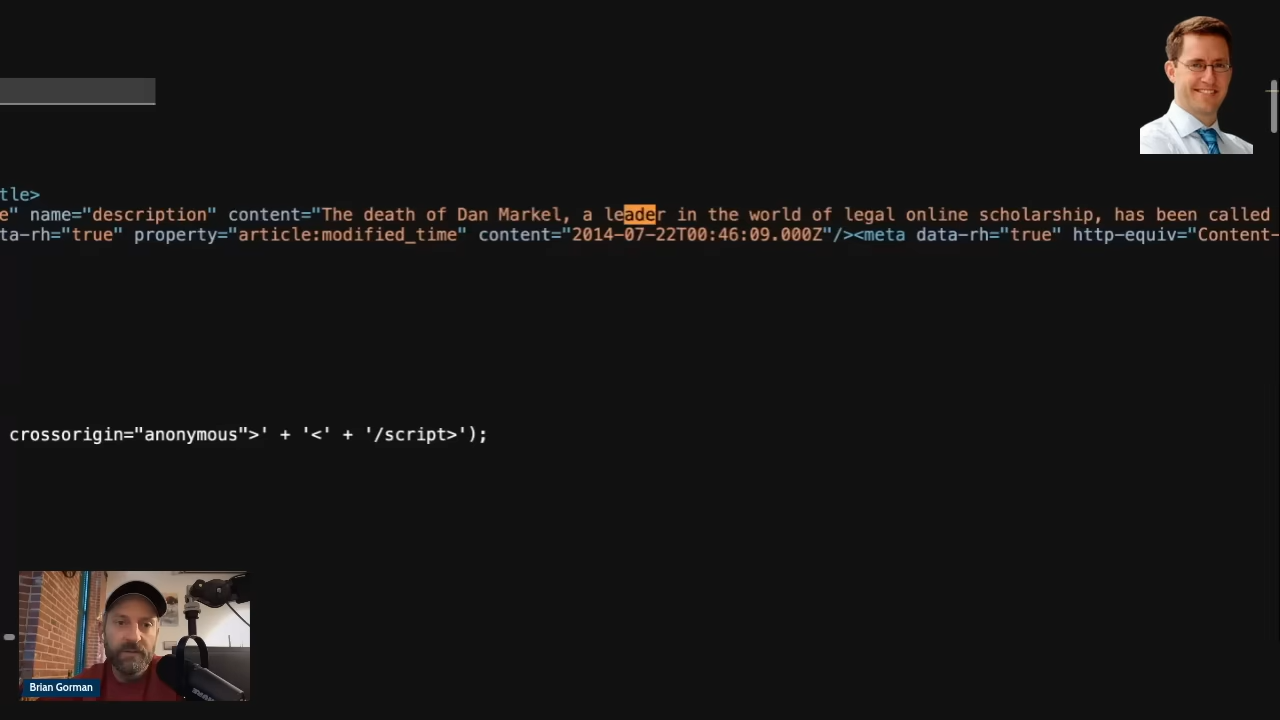 tle>
e" name="description" content="The death of Dan Markel, a leader in the world of legal online scholarship, has been called
ta-rh="true" property="article:modified_time" content="2014-07-22T00:46:09.000Z"/><meta data-rh="true" http-equiv="Content-
crossorigin="anonymous">' + '<' + '/script>');
Brian Gorman